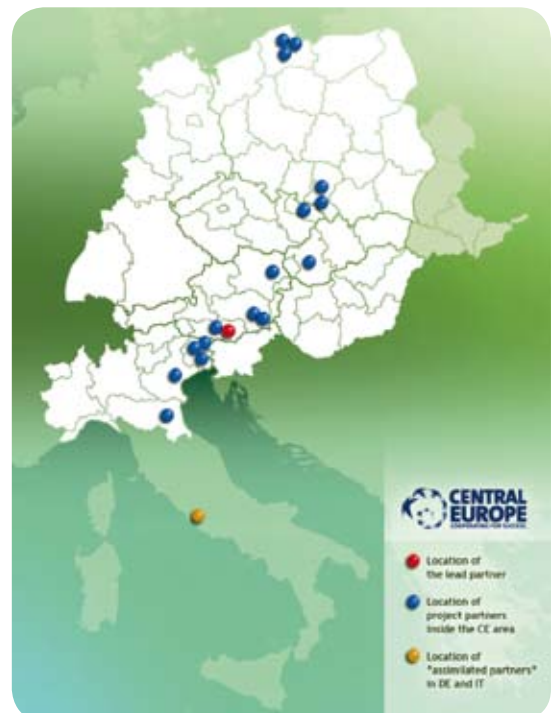 CENTRAL
EUROPE
COOPERATING FOR SUCCESS.
Location of
the lead partner
Location of
project partners
inside the CE area
Location of
"assimilated partners"
in DE and IT